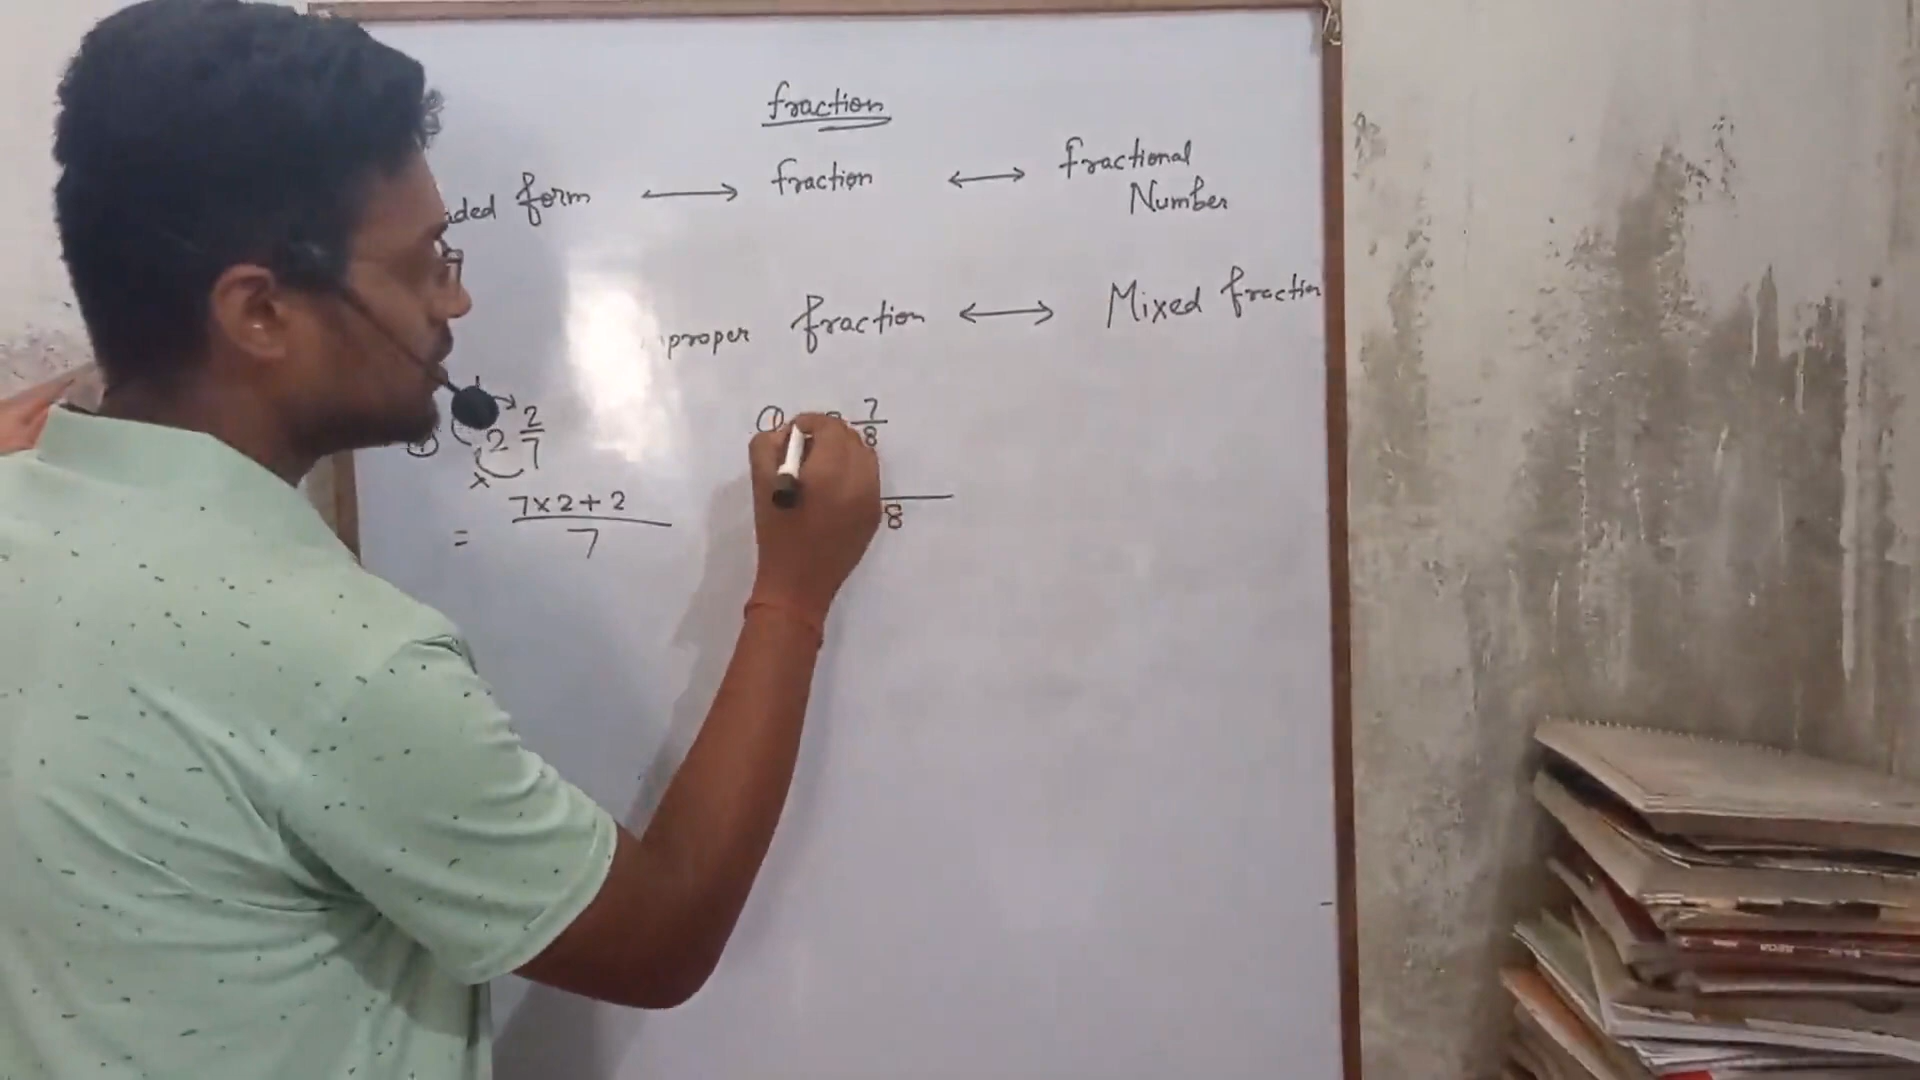 fraction
form ⟷ fraction ⟷ fractional Number
proper fraction ⟷ Mixed fraction
2 2/7
×
= 7×2+2 / 7
① 7/8
8